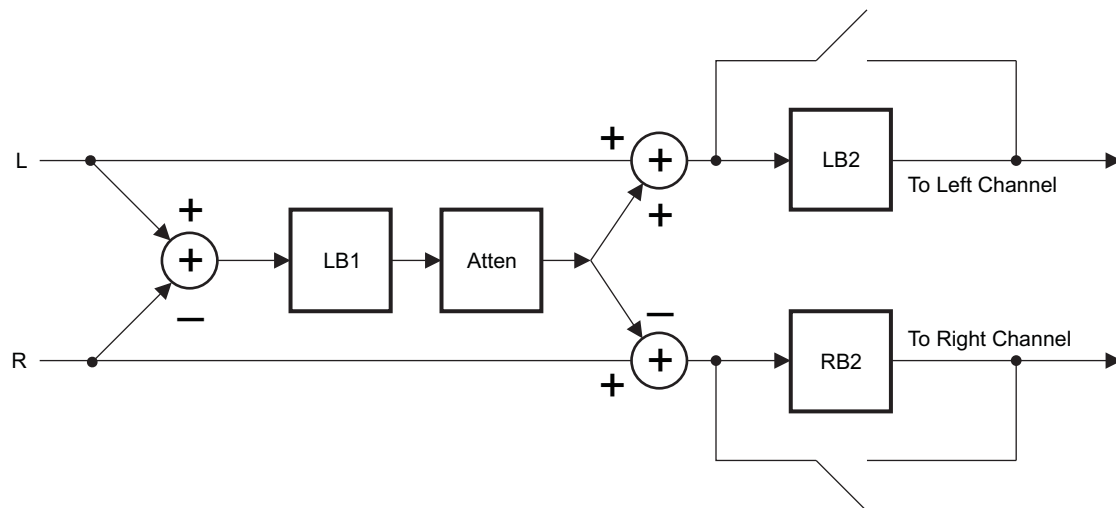 +
LB2
L
+
To Left Channel
+
+
+
LB1
Atten
−
−
To Right Channel
R
+
RB2
+